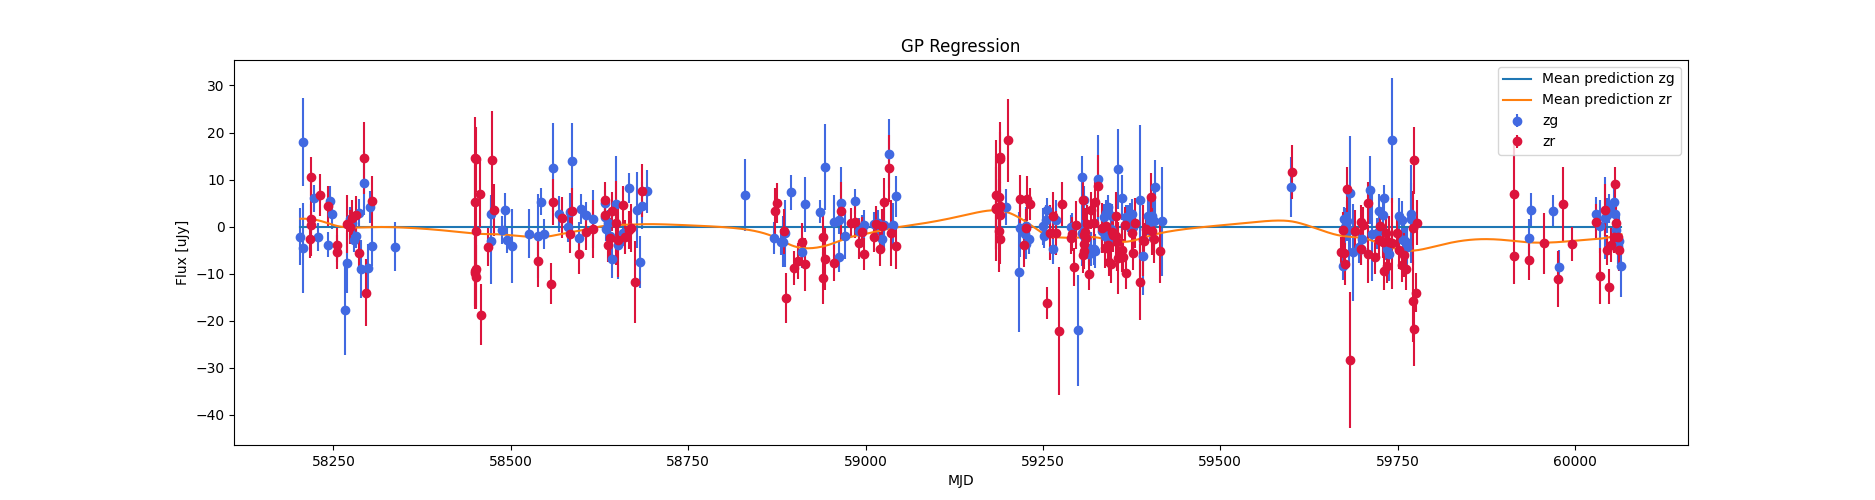 GP Regression
Mean prediction zg
Mean prediction zr
zg
zr
Flux [uJy]
30
20
10
0
−10
−20
−30
−40
58250
58500
58750
59000
59250
59500
59750
60000
MJD